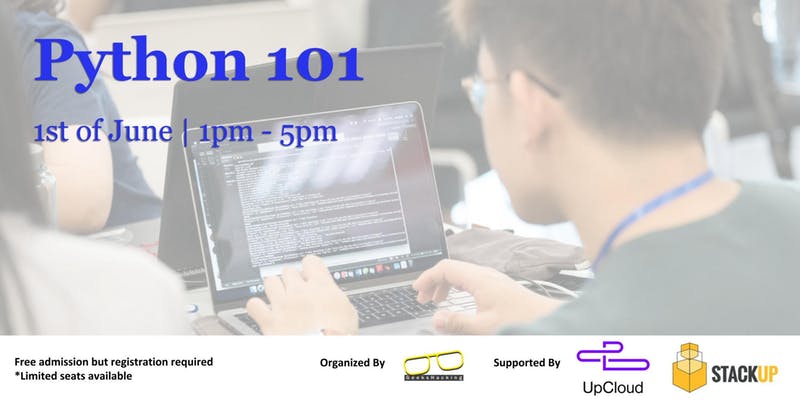 Python 101
1st of June | 1pm - 5pm
Free admission but registration required
*Limited seats available
Organized By
GeeksHacking
Supported By
UpCloud
STACKUP